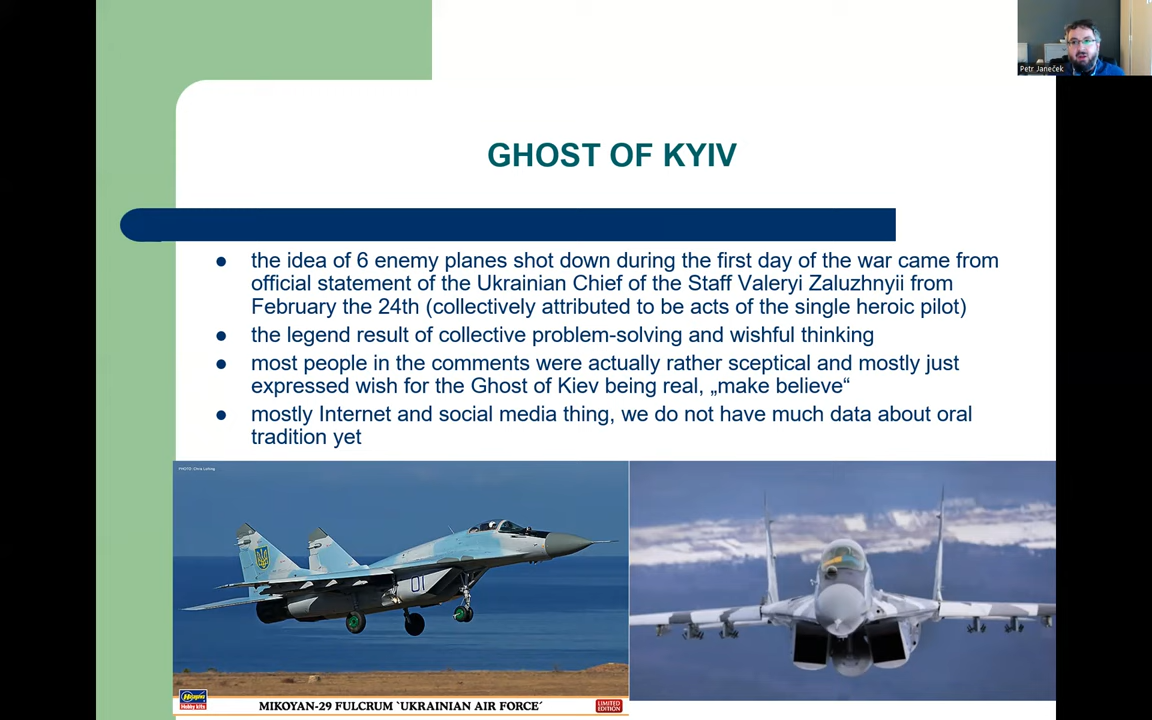 Petr Janeček
GHOST OF KYIV
the idea of 6 enemy planes shot down during the first day of the war came from
official statement of the Ukrainian Chief of the Staff Valeryi Zaluzhnyii from
February the 24th (collectively attributed to be acts of the single heroic pilot)
the legend result of collective problem-solving and wishful thinking
most people in the comments were actually rather sceptical and mostly just
expressed wish for the Ghost of Kiev being real, „make believe“
mostly Internet and social media thing, we do not have much data about oral
tradition yet
01
Hasegawa
Hobby kits
MIKOYAN-29 FULCRUM `UKRAINIAN AIR FORCE´
LIMITED
EDITION